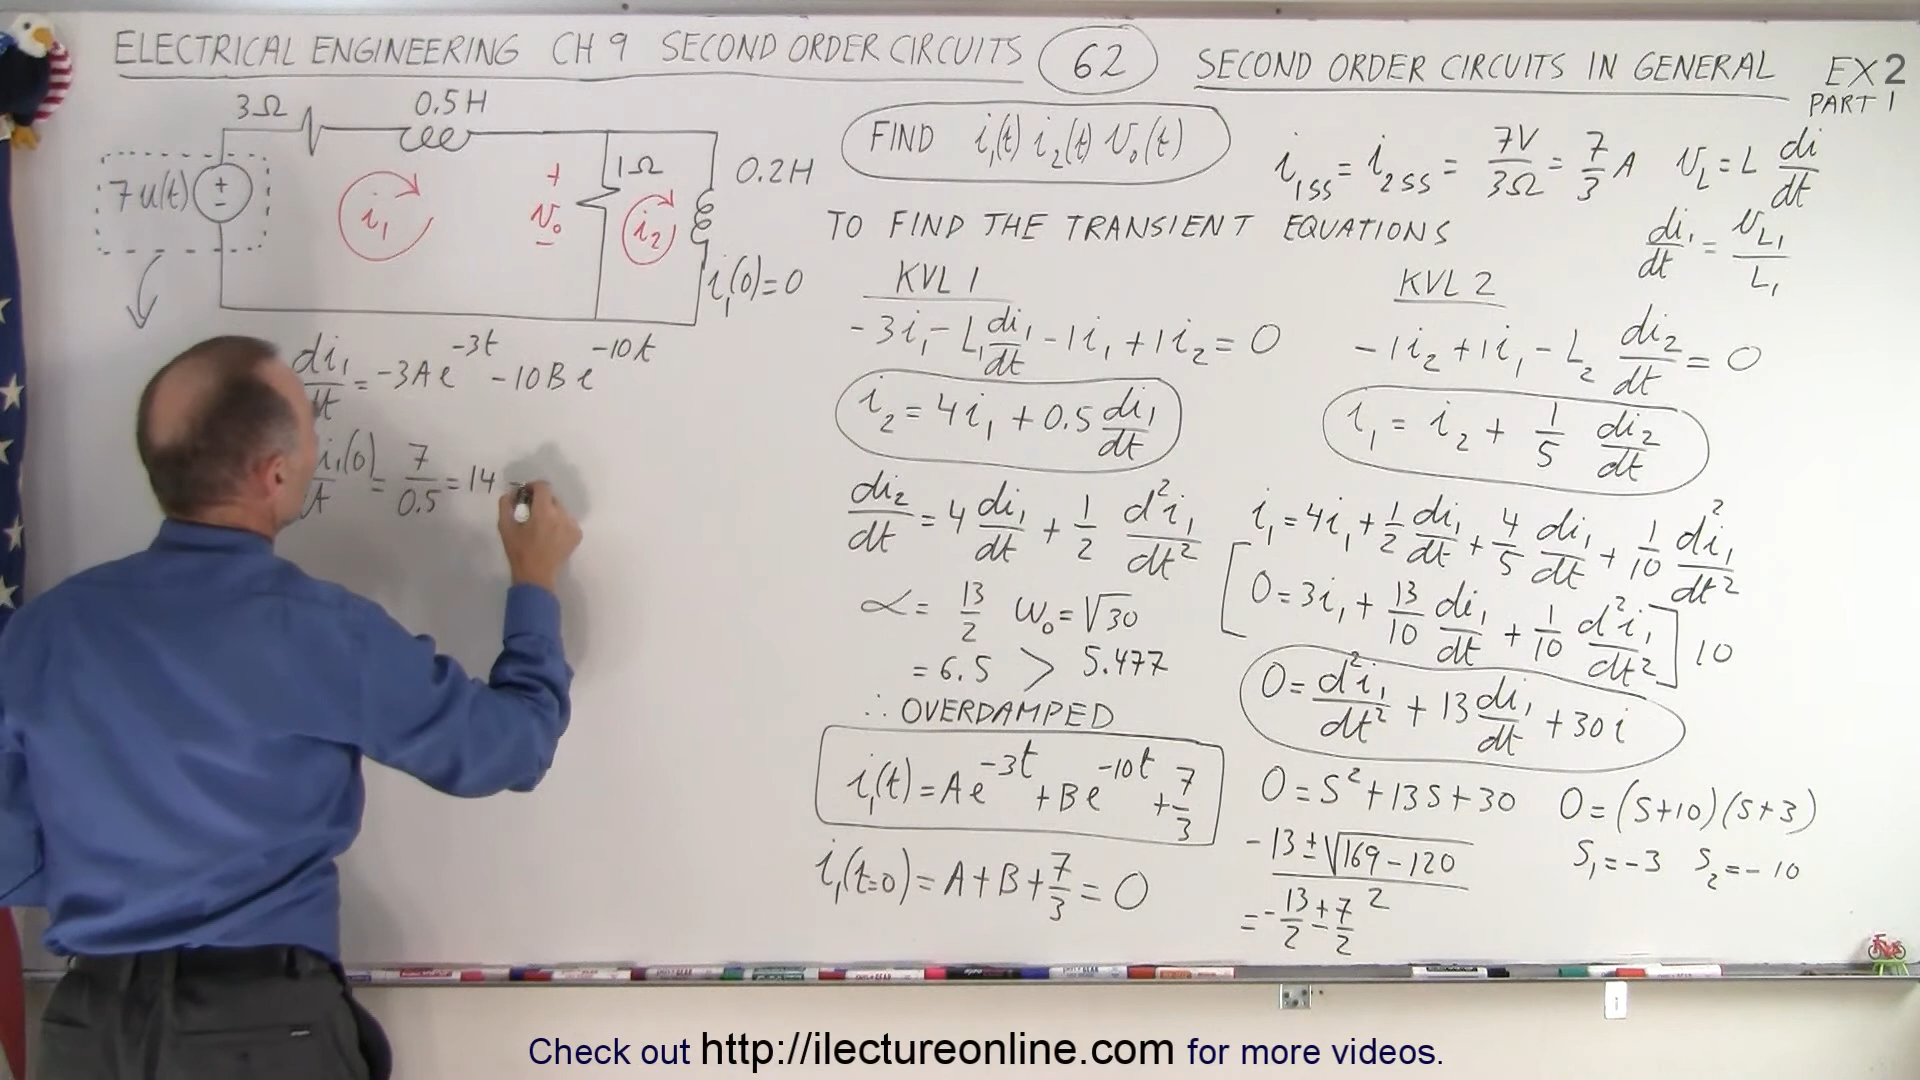 ELECTRICAL ENGINEERING CH 9 SECOND ORDER CIRCUITS 62 SECOND ORDER CIRCUITS IN GENERAL EX 2
PART 1
3Ω 0.5H
7u(t) + - i₁ + v₀ - 1Ω i₂ 0.2H
i₁(0)=0
FIND i₁(t) i₂(t) v₀(t)
i₁ss = i₂ss = 7V/3Ω = 7/3 A
v_L = L di/dt
di₁/dt = v_L₁/L₁
TO FIND THE TRANSIENT EQUATIONS
di₁/dt = -3Ae^-3t - 10Be^-10t
i₁(0) = 7/0.5 = 14
KVL 1
-3i₁ - L₁ di₁/dt - 1i₁ + 1i₂ = 0
i₂ = 4i₁ + 0.5 di₁/dt
di₂/dt = 4 di₁/dt + 1/2 d²i₁/dt²
α = 13/2 ω₀ = √30
= 6.5 > 5.477
∴ OVERDAMPED
i₁(t) = Ae^-3t + Be^-10t + 7/3
i₁(t=0) = A + B + 7/3 = 0
KVL 2
-1i₂ + 1i₁ - L₂ di₂/dt = 0
i₁ = i₂ + 1/5 di₂/dt
i₁ = 4i₁ + 1/2 di₁/dt + 4/5 di₁/dt + 1/10 d²i₁/dt²
[0 = 3i₁ + 13/10 di₁/dt + 1/10 d²i₁/dt²] 10
0 = d²i₁/dt² + 13 di₁/dt + 30i
0 = S² + 13S + 30 0 = (S+10)(S+3)
-13 ± √169-120 / 2 S₁ = -3 S₂ = -10
= -13/2 ± 7/2
Check out http://ilectureonline.com for more videos.